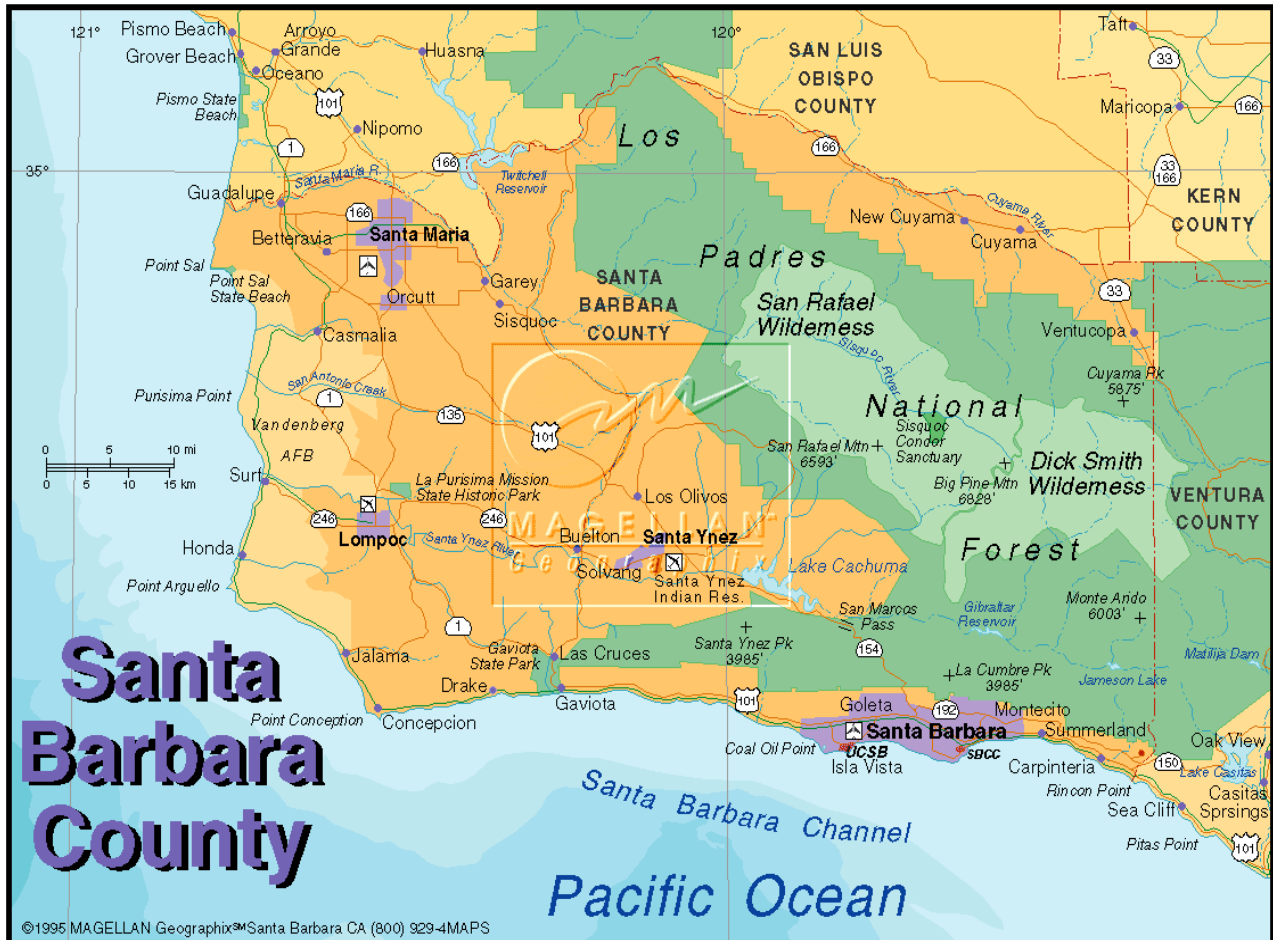 121°
120°
Pismo Beach
Arroyo
Grande
Grover Beach
Oceano
Huasna
Taft
SAN LUIS
OBISPO
COUNTY
33
Maricopa
166
Pismo State
Beach
101
Nipomo
1
166
Los
166
33
166
35°
Santa Maria R.
Twitchell
Reservoir
Guadalupe
KERN
COUNTY
166
New Cuyama
Cuyama River
Cuyama
Betteravia
Santa Maria
Padres
Point Sal
Point Sal
State Beach
Orcutt
Garey
Sisquoc
SANTA
BARBARA
COUNTY
San Rafael
Wilderness
33
Casmalia
Ventucopa
Sisquoc River
San Antonio Creek
Cuyama Pk
5875'
Purisima Point
1
135
National
Vandenberg
AFB
101
San Rafael Mtn
6593'
Sisquoc
Condor
Sanctuary
0 5 10 mi
0 5 10 15 km
Surf
La Purisima Mission
State Historic Park
Los Olivos
Big Pine Mtn
6828'
Dick Smith
Wilderness
VENTURA
COUNTY
246
246
MAGELLAN
Geographix
Lompoc
Santa Ynez River
Buelton
Santa Ynez
Honda
Solvang
Santa Ynez
Indian Res.
Lake Cachuma
Forest
Point Arguello
San Marcos
Pass
Gibraltar
Reservoir
Monte Arido
6003'
1
Santa Ynez Pk
3985'
154
Jalama
Gaviota
State Park
Las Cruces
La Cumbre Pk
3985'
Matilija Dam
Jameson Lake
Drake
Gaviota
101
Goleta
192
Montecito
Point Conception
Concepcion
Santa Barbara
Summerland
Coal Oil Point
UCSB
Isla Vista
SBCC
Carpinteria
150
Oak View
Lake Casitas
Rincon Point
Casitas
Sprsings
Sea Cliff
Pitas Point
101
Santa Barbara Channel
Pacific Ocean
Santa
Barbara
County
©1995 MAGELLAN Geographix℠Santa Barbara CA (800) 929-4MAPS